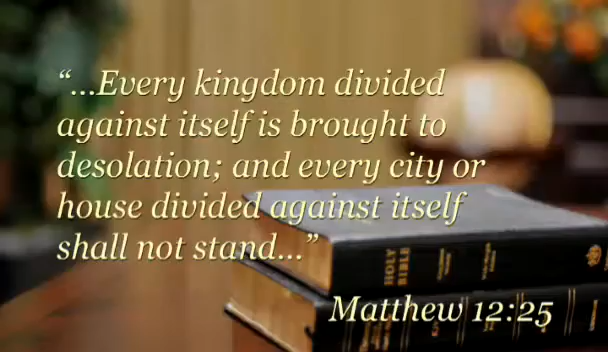 “...Every kingdom divided
against itself is brought to
desolation; and every city or
house divided against itself
shall not stand...”
HOLY
BIBLE
Matthew 12:25